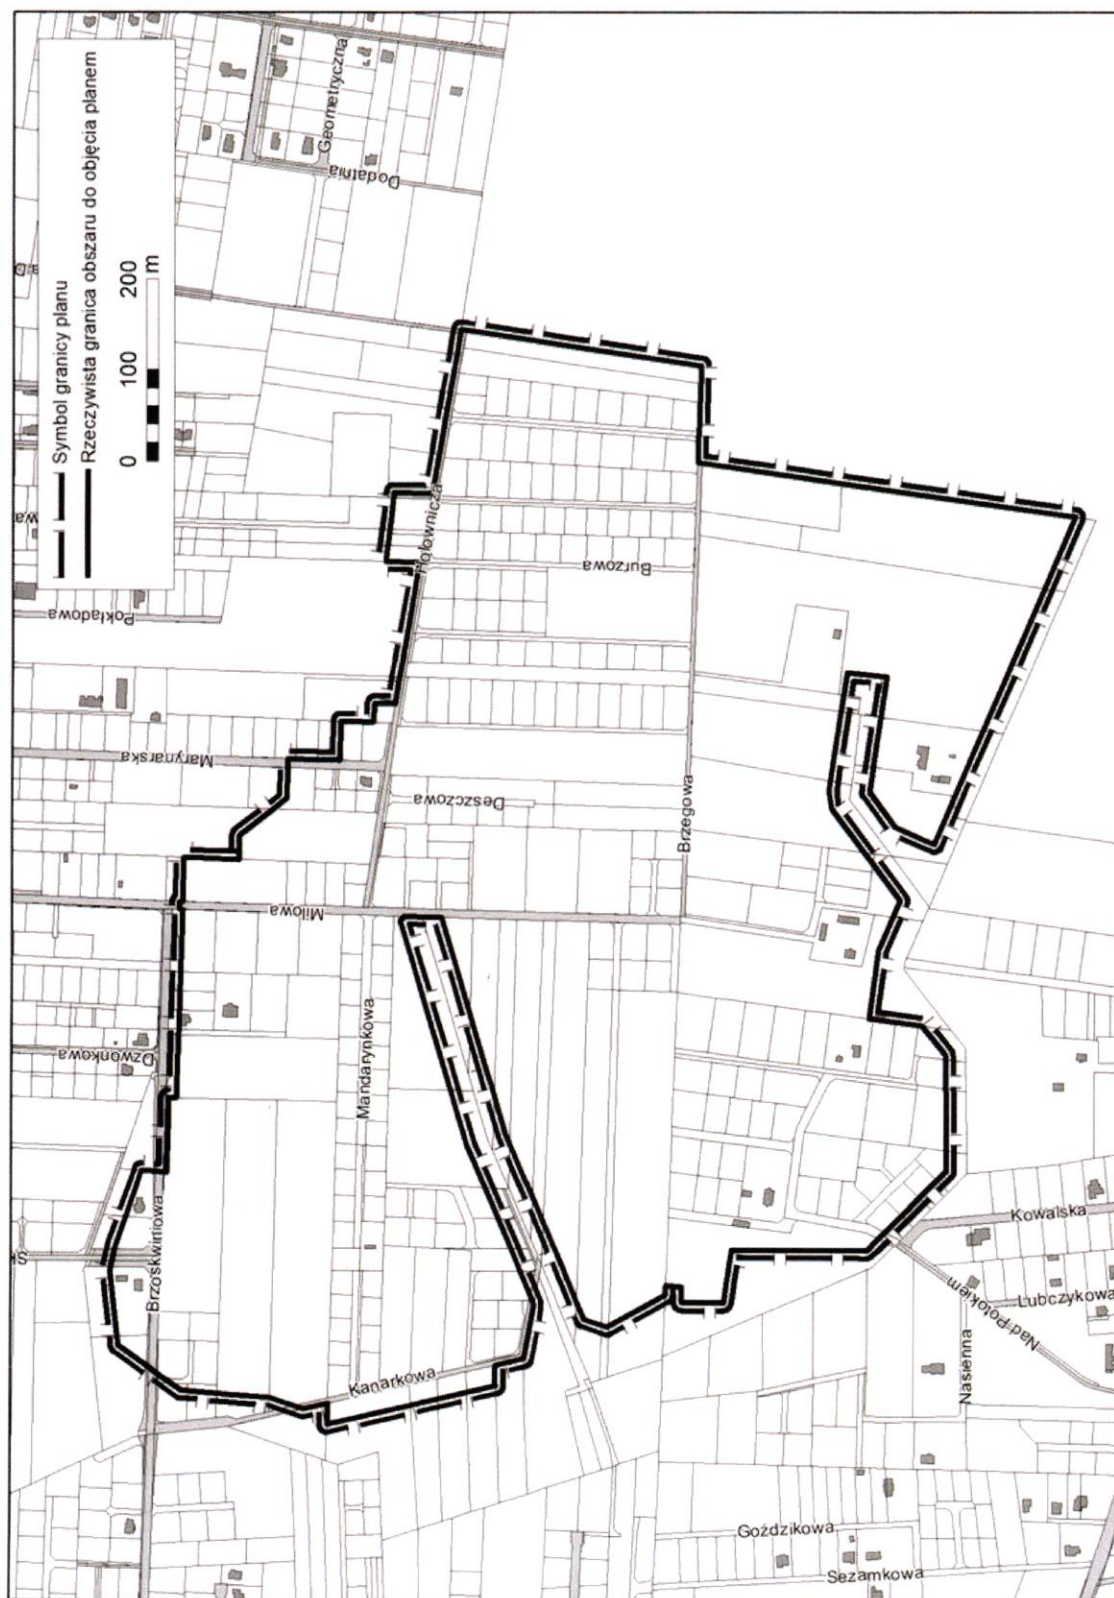 Symbol granicy planu
Rzeczywista granica obszaru do objęcia planem
0 100 200
m
Geometryczna
Dodatnia
wa
Pokładowa
Połownicza
Burzowa
Marynarska
Deszczowa
Brzegowa
Miłowa
Dzwonkowa
Mandarynkowa
Brzoskwiniowa
Kanarkowa
Kowalska
Lubczykowa
Nad Potokiem
Nasienna
Goździkowa
Sezamkowa